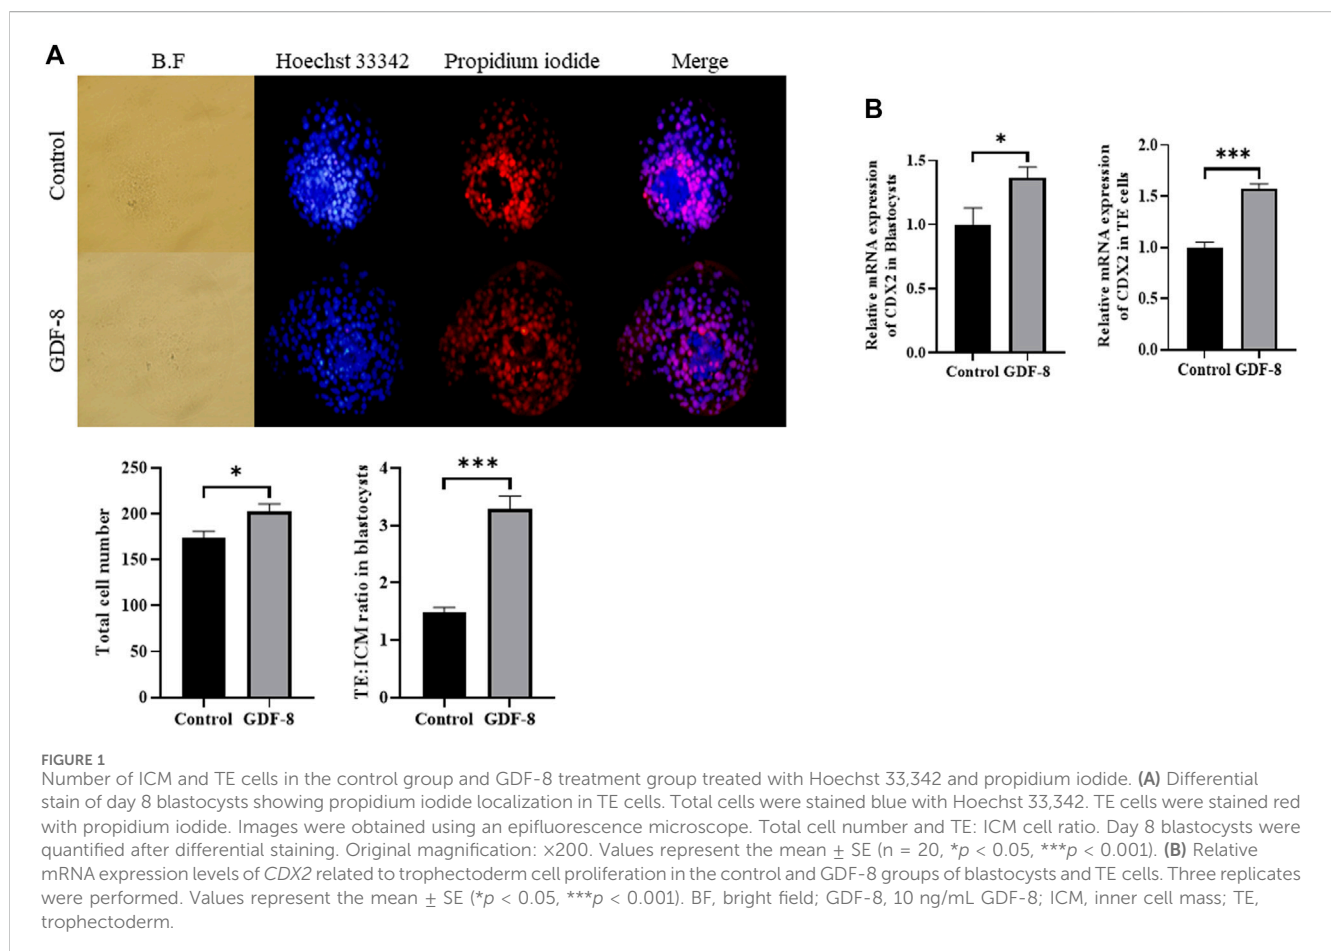 A
B.F Hoechst 33342 Propidium iodide Merge
Control
GDF-8
250
200
150
100
50
0
Total cell number
*
Control GDF-8
4
3
2
1
0
TE:ICM ratio in blastocysts
***
Control GDF-8
B
1.5
1.0
0.5
0.0
Relative mRNA expression
of CDX2 in Blastocysts
*
Control GDF-8
2.0
1.5
1.0
0.5
0.0
Relative mRNA expression
of CDX2 in TE cells
***
Control GDF-8
FIGURE 1
Number of ICM and TE cells in the control group and GDF-8 treatment group treated with Hoechst 33,342 and propidium iodide. (A) Differential
stain of day 8 blastocysts showing propidium iodide localization in TE cells. Total cells were stained blue with Hoechst 33,342. TE cells were stained red
with propidium iodide. Images were obtained using an epifluorescence microscope. Total cell number and TE: ICM cell ratio. Day 8 blastocysts were
quantified after differential staining. Original magnification: ×200. Values represent the mean ± SE (n = 20, *p < 0.05, ***p < 0.001). (B) Relative
mRNA expression levels of CDX2 related to trophectoderm cell proliferation in the control and GDF-8 groups of blastocysts and TE cells. Three replicates
were performed. Values represent the mean ± SE (*p < 0.05, ***p < 0.001). BF, bright field; GDF-8, 10 ng/mL GDF-8; ICM, inner cell mass; TE,
trophectoderm.